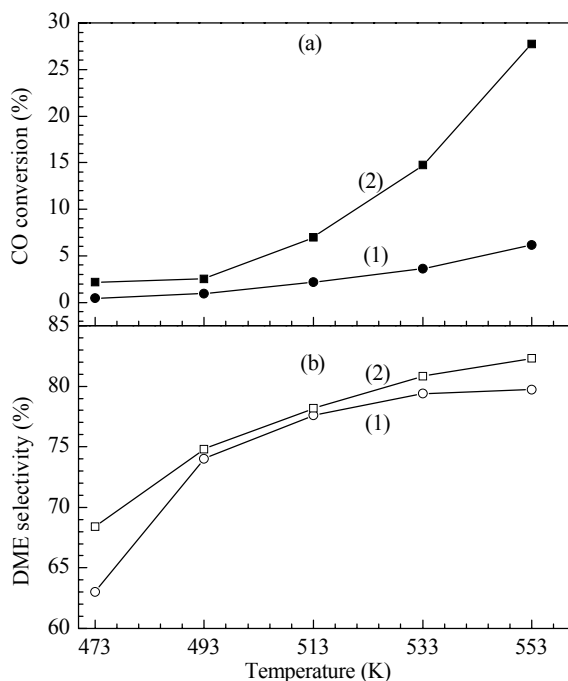 30
(a)
25
20
15
(2)
10
5
(1)
0
CO conversion (%)
85
(b)
(2)
80
(1)
75
70
65
60
DME selectivity (%)
473 493 513 533 553
Temperature (K)